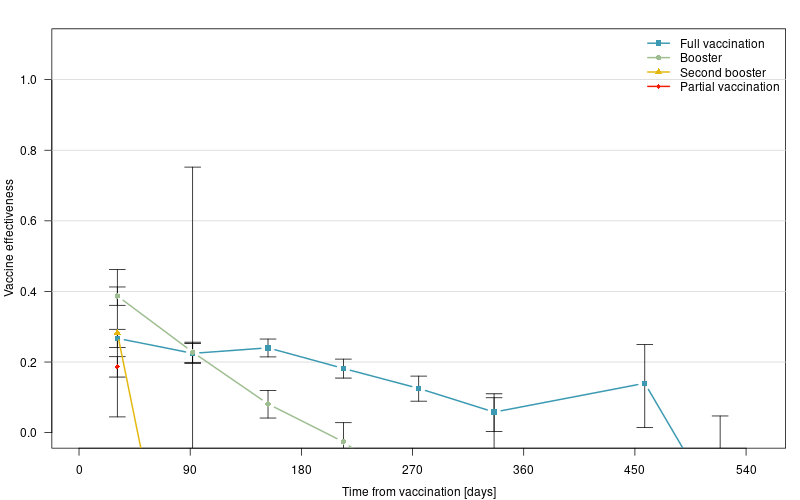 Full vaccination
Booster
Second booster
Partial vaccination
Vaccine effectiveness
1.0
0.8
0.6
0.4
0.2
0.0
0 90 180 270 360 450 540
Time from vaccination [days]